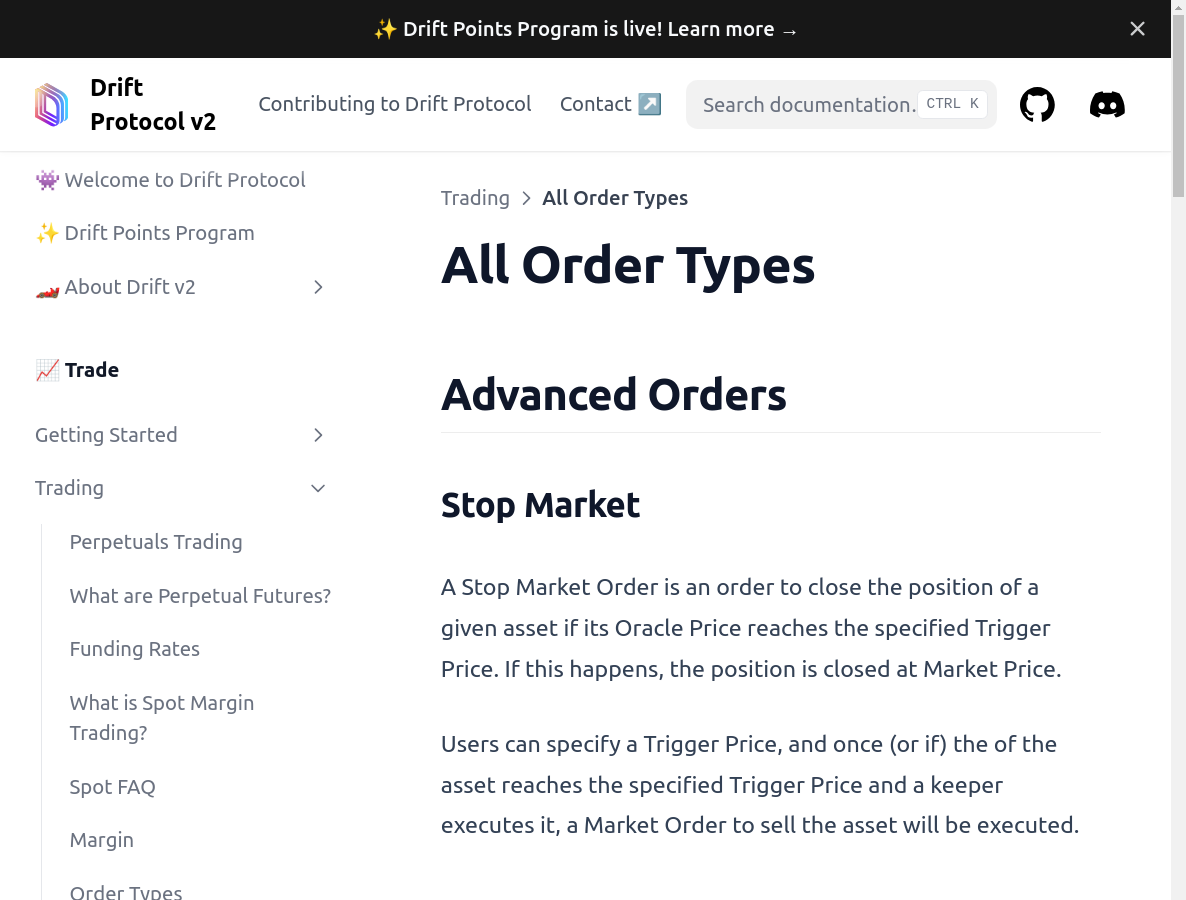 ✨ Drift Points Program is live! Learn more →
Drift
Protocol v2
Contributing to Drift Protocol
Contact ↗️
Search documentation.
CTRL K
👾 Welcome to Drift Protocol
✨ Drift Points Program
🏎️ About Drift v2
📈 Trade
Getting Started
Trading
Perpetuals Trading
What are Perpetual Futures?
Funding Rates
What is Spot Margin
Trading?
Spot FAQ
Margin
Order Types
Trading > All Order Types
All Order Types
Advanced Orders
Stop Market
A Stop Market Order is an order to close the position of a
given asset if its Oracle Price reaches the specified Trigger
Price. If this happens, the position is closed at Market Price.
Users can specify a Trigger Price, and once (or if) the of the
asset reaches the specified Trigger Price and a keeper
executes it, a Market Order to sell the asset will be executed.